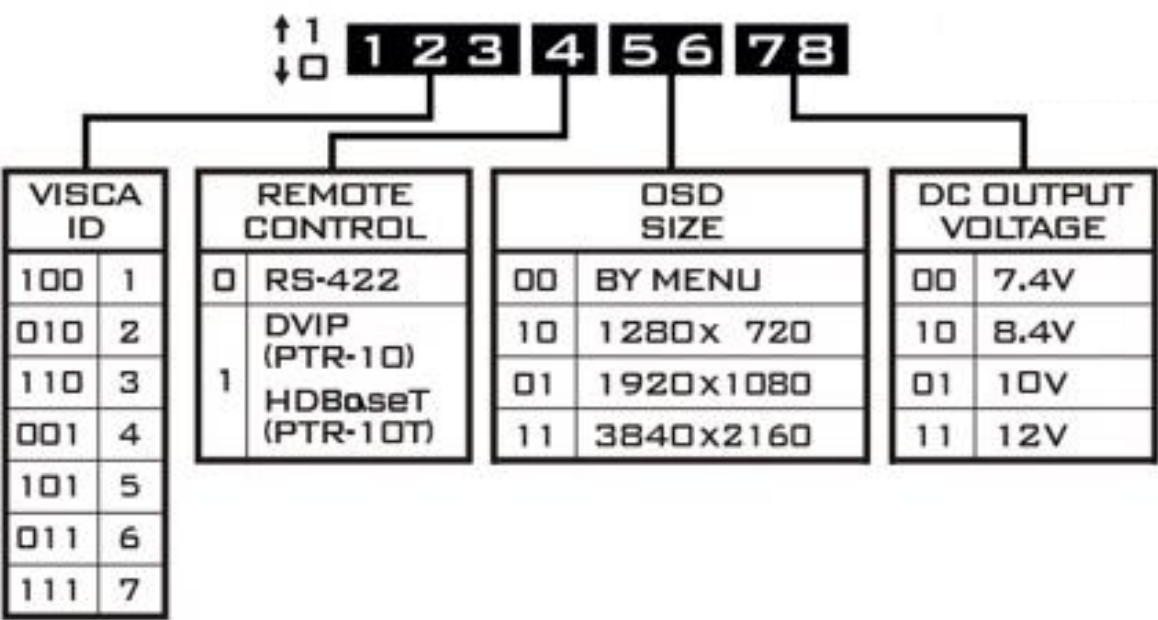 ↑ 1
↓ 0
1 2 3 4 5 6 7 8
VISCA
ID
100 1
010 2
110 3
001 4
101 5
011 6
111 7
REMOTE
CONTROL
0 RS-422
1 DVIP
(PTR-10)
HDBaseT
(PTR-10T)
OSD
SIZE
00 BY MENU
10 1280x 720
01 1920x1080
11 3840x2160
DC OUTPUT
VOLTAGE
00 7.4V
10 8.4V
01 10V
11 12V